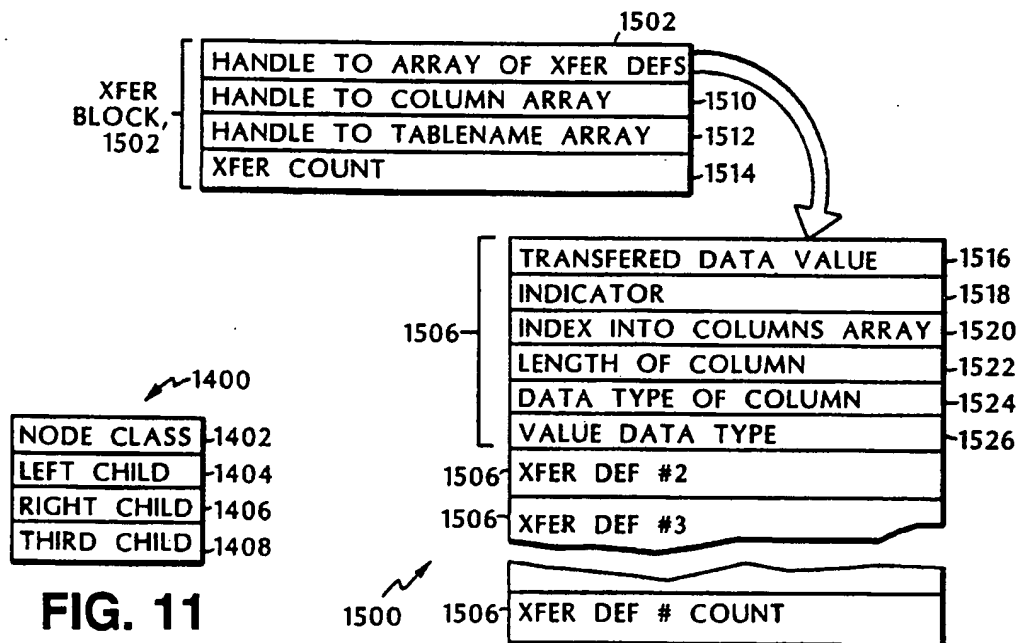 1502
HANDLE TO ARRAY OF XFER DEFS
XFER BLOCK, 1502
HANDLE TO COLUMN ARRAY 1510
HANDLE TO TABLENAME ARRAY 1512
XFER COUNT 1514
TRANSFERED DATA VALUE 1516
INDICATOR 1518
1506 INDEX INTO COLUMNS ARRAY 1520
LENGTH OF COLUMN 1522
DATA TYPE OF COLUMN 1524
VALUE DATA TYPE 1526
1506 XFER DEF #2
1506 XFER DEF #3
1506 XFER DEF # COUNT
1500
1400
NODE CLASS 1402
LEFT CHILD 1404
RIGHT CHILD 1406
THIRD CHILD 1408
FIG. 11